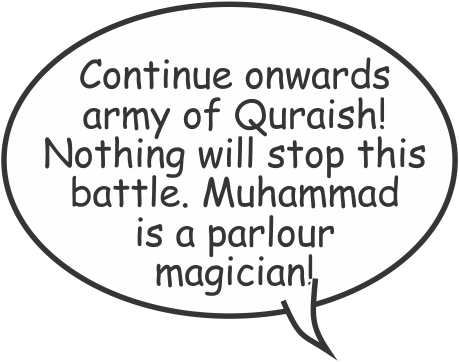 Continue onwards
army of Quraish!
Nothing will stop this
battle. Muhammad
is a parlour
magician!